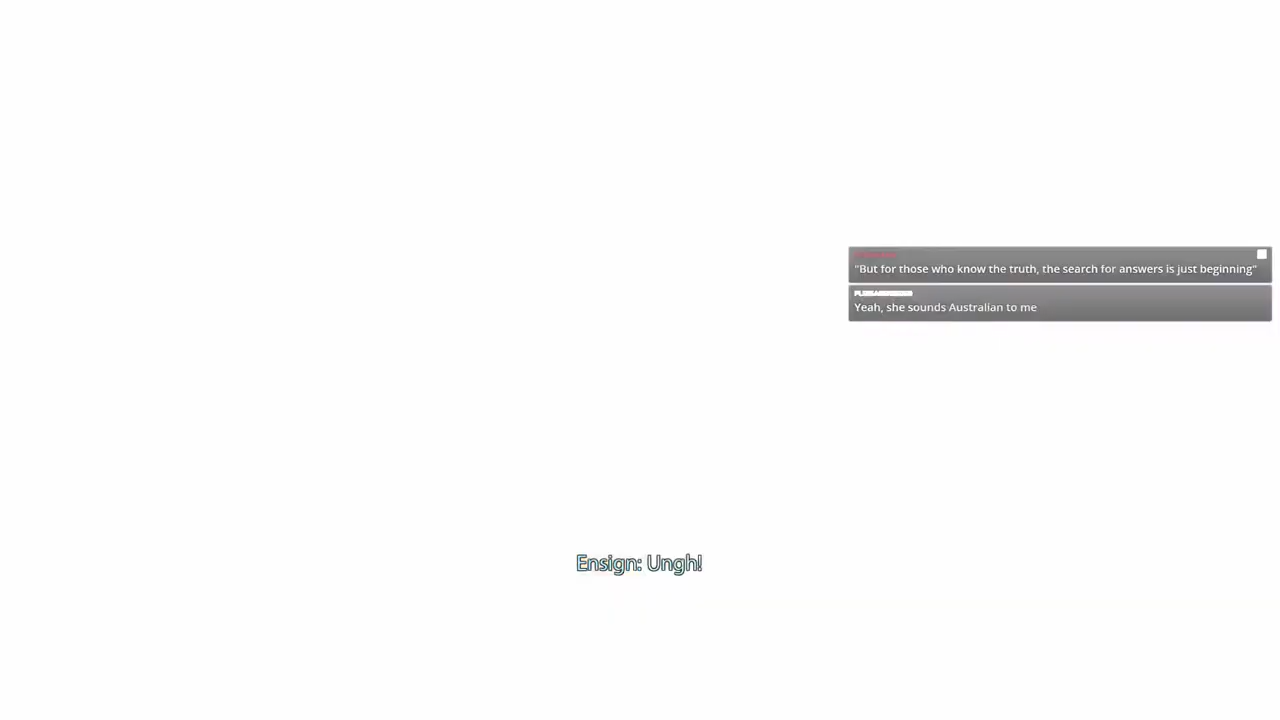 "But for those who know the truth, the search for answers is just beginning"
Yeah, she sounds Australian to me
Ensign: Ungh!